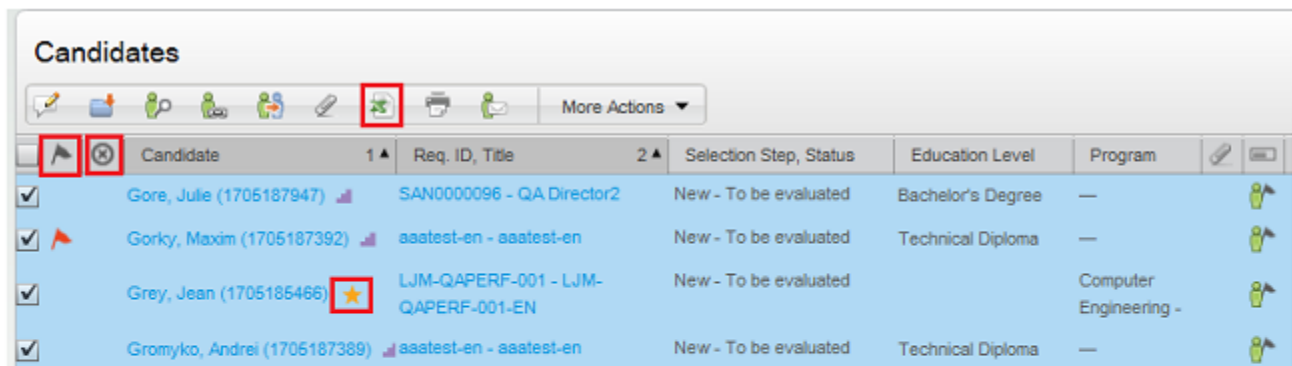 Candidates
More Actions
Candidate 1 Req. ID, Title 2 Selection Step, Status Education Level Program
Gore, Julie (1705187947) SAN0000096 - QA Director2 New - To be evaluated Bachelor's Degree —
Gorky, Maxim (1705187392) aaatest-en - aaatest-en New - To be evaluated Technical Diploma —
Grey, Jean (1705185466) LJM-QAPERF-001 - LJM- New - To be evaluated Computer
QAPERF-001-EN Engineering -
Gromyko, Andrei (1705187389) aaatest-en - aaatest-en New - To be evaluated Technical Diploma —